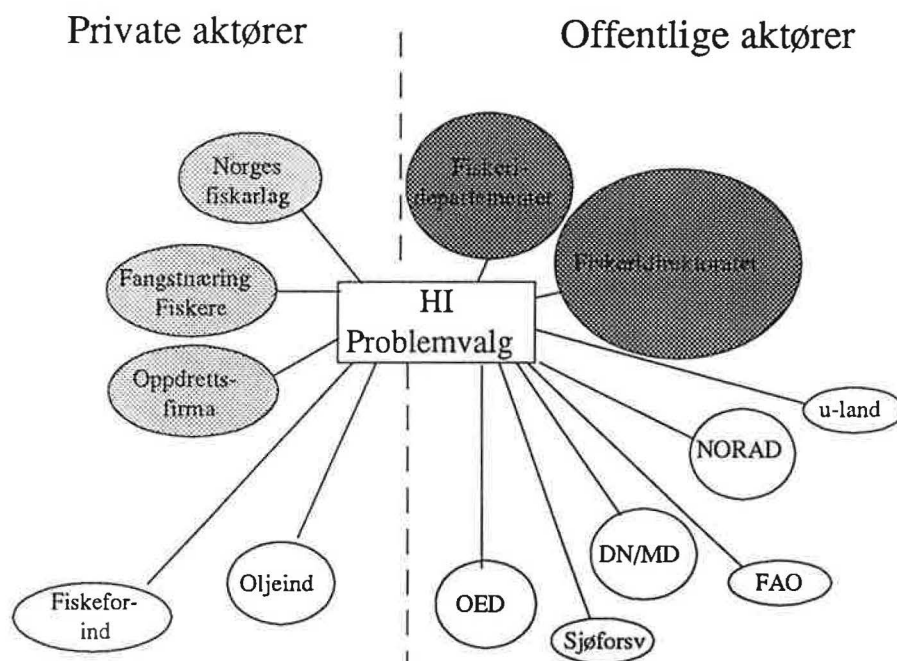 Private aktører
Offentlige aktører
Norges
fiskarlag
Fiskeri-
departementet
Fangstnæring
Fiskere
Fiskeridirektoratet
HI
Problemvalg
Oppdretts-
firma
u-land
NORAD
Oljeind
DN/MD
FAO
Fiskefor-
ind
OED
Sjøforsv